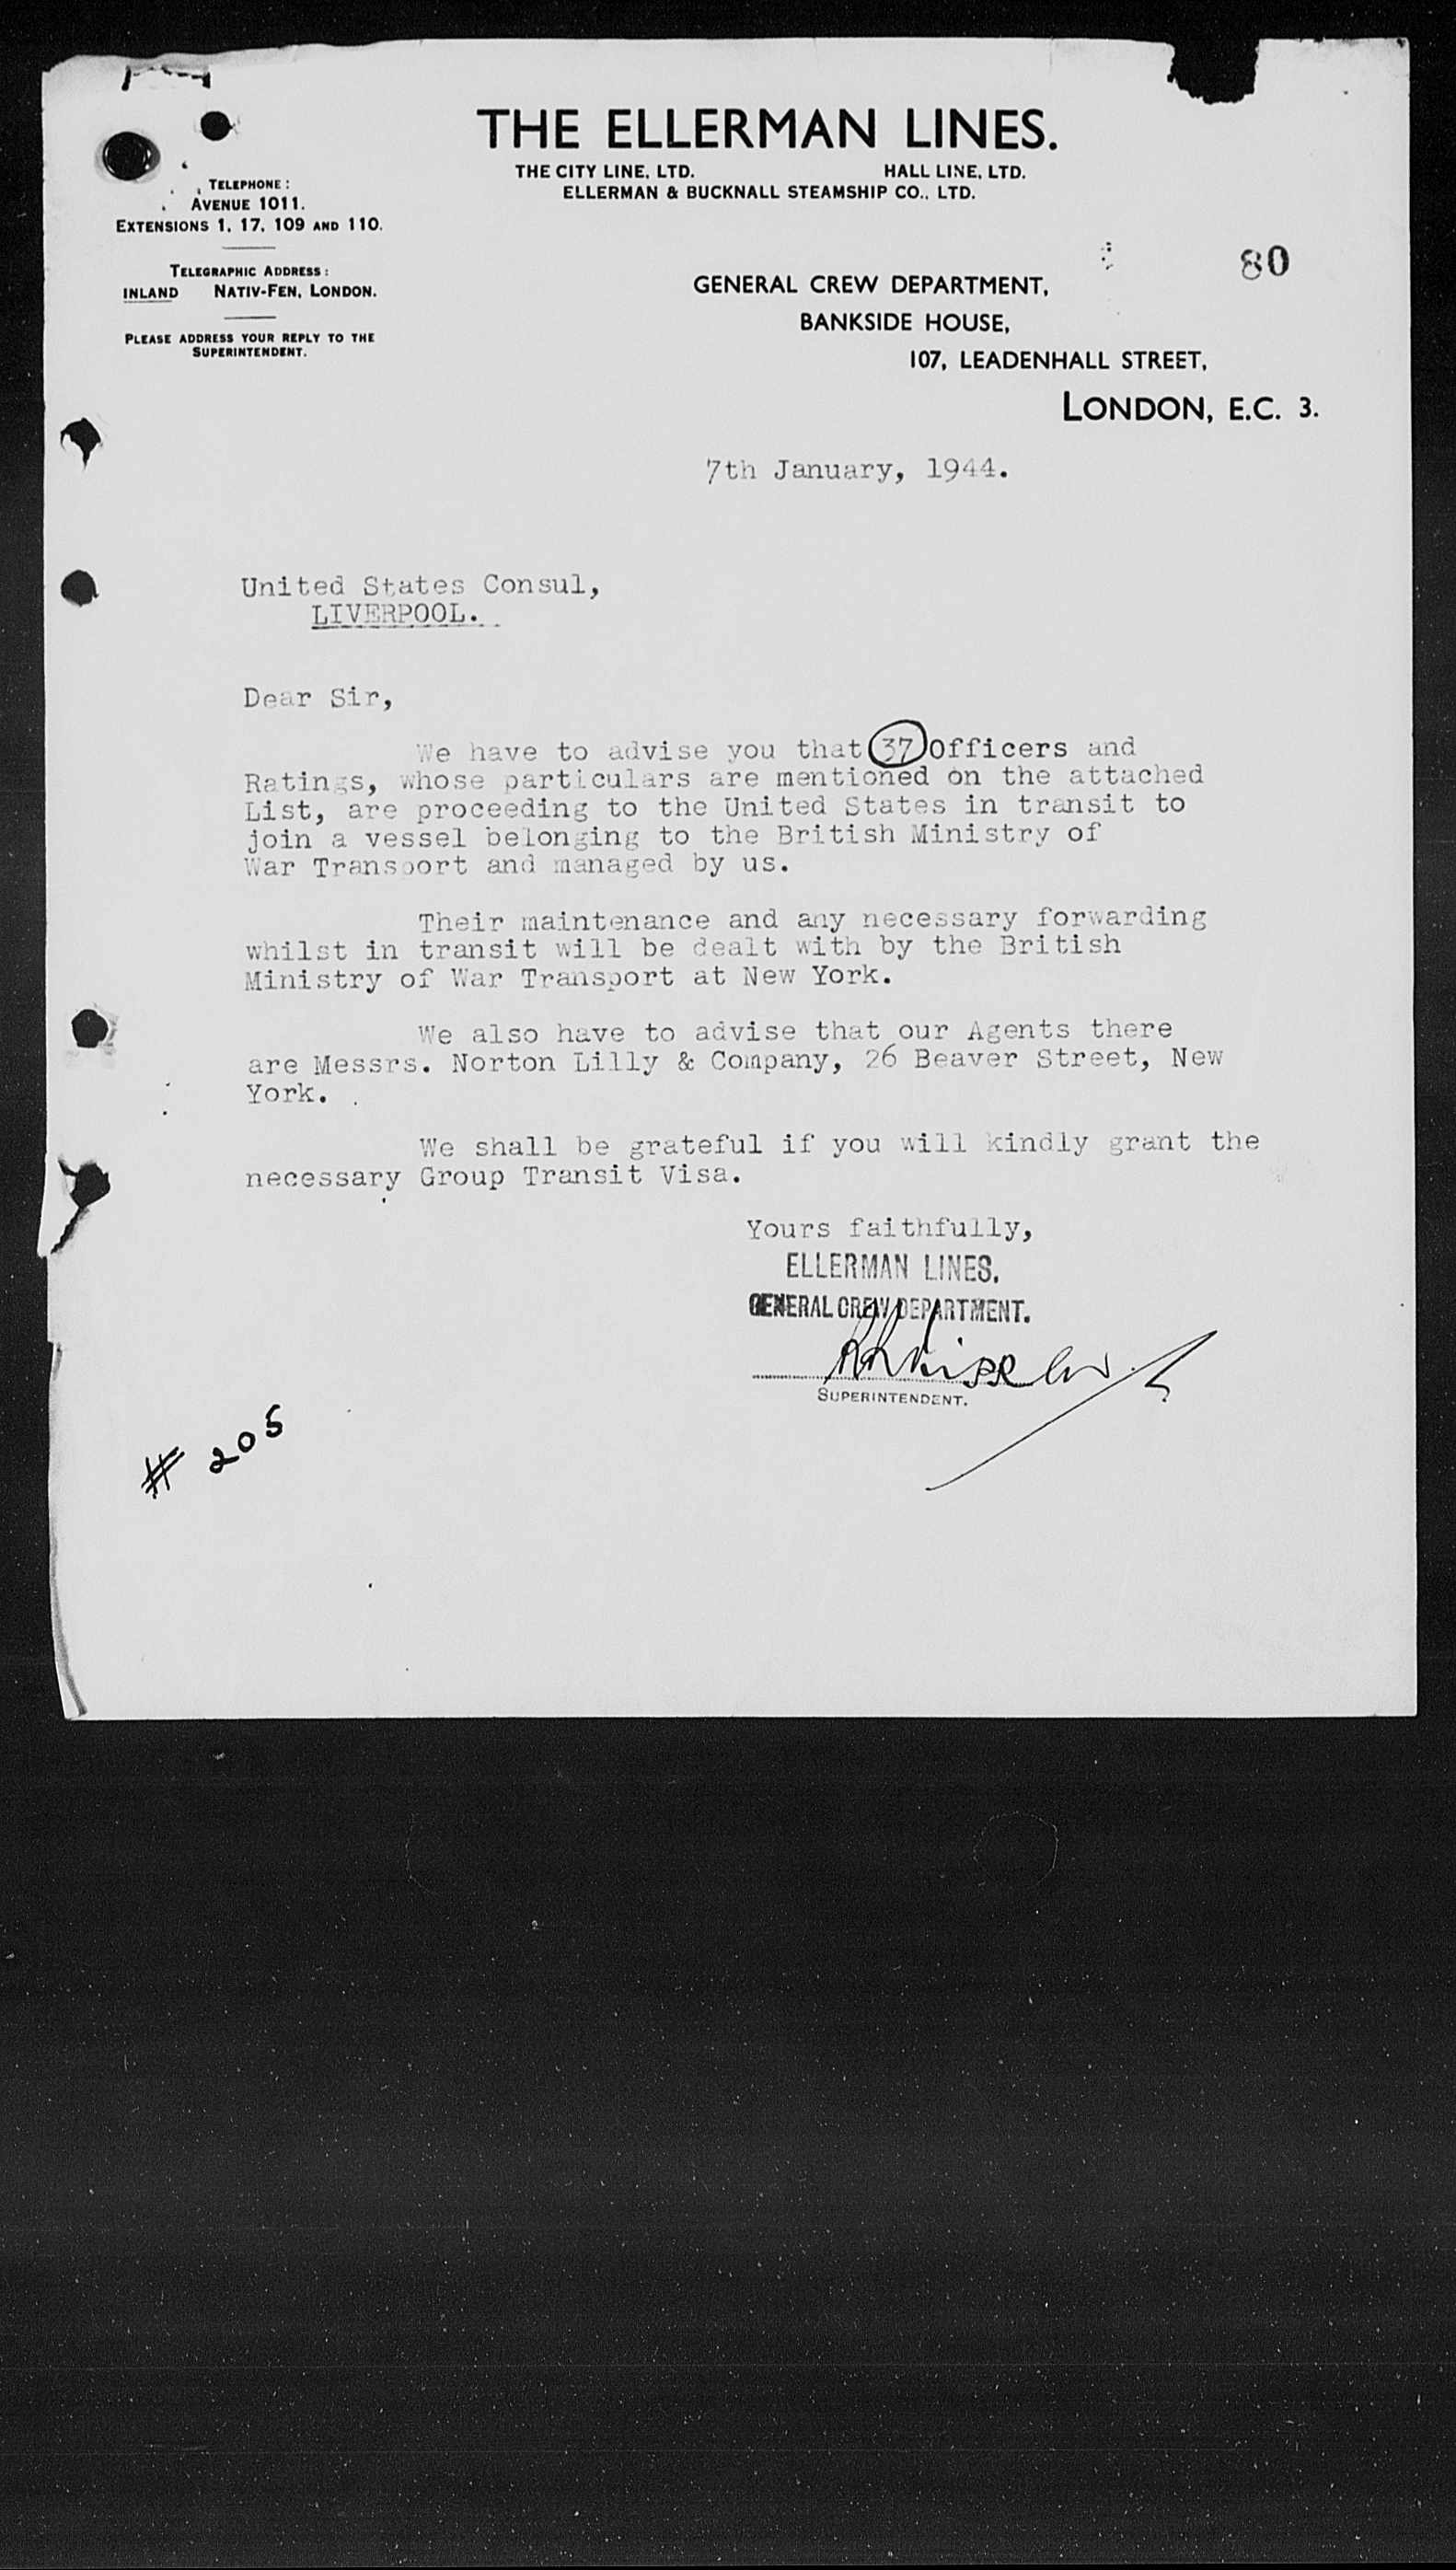 THE ELLERMAN LINES.
THE CITY LINE, LTD. HALL LINE, LTD.
ELLERMAN & BUCKNALL STEAMSHIP CO., LTD.
TELEPHONE:
AVENUE 1011.
EXTENSIONS 1, 17, 109 AND 110.
TELEGRAPHIC ADDRESS:
INLAND NATIV-FEN, LONDON.
PLEASE ADDRESS YOUR REPLY TO THE
SUPERINTENDENT.
80
GENERAL CREW DEPARTMENT,
BANKSIDE HOUSE,
107, LEADENHALL STREET,
LONDON, E.C. 3.
7th January, 1944.
United States Consul,
LIVERPOOL.
Dear Sir,
We have to advise you that 37 Officers and
Ratings, whose particulars are mentioned on the attached
List, are proceeding to the United States in transit to
join a vessel belonging to the British Ministry of
War Transport and managed by us.
Their maintenance and any necessary forwarding
whilst in transit will be dealt with by the British
Ministry of War Transport at New York.
We also have to advise that our Agents there
are Messrs. Norton Lilly & Company, 26 Beaver Street, New
York.
We shall be grateful if you will kindly grant the
necessary Group Transit Visa.
Yours faithfully,
ELLERMAN LINES.
GENERAL CREW DEPARTMENT.
SUPERINTENDENT.
# 205